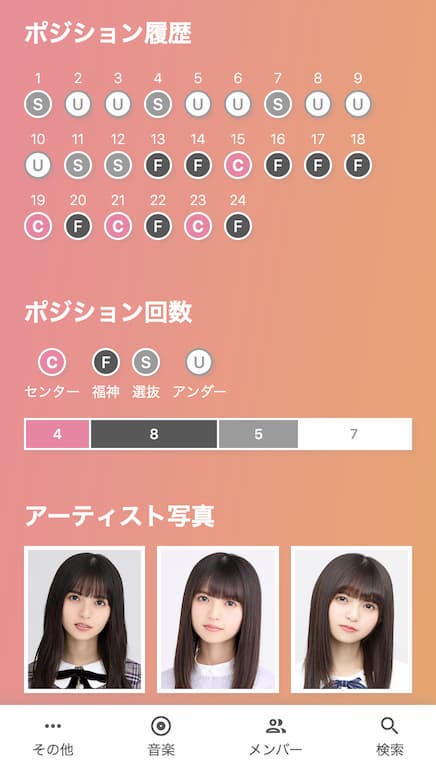 ポジション履歴
1 2 3 4 5 6 7 8 9
S U U S U U S U U
10 11 12 13 14 15 16 17 18
U S S F F C F F F
19 20 21 22 23 24
C F C F C F
ポジション回数
C F S U
センター 福神 選抜 アンダー
4 8 5 7
アーティスト写真
その他 音楽 メンバー 検索